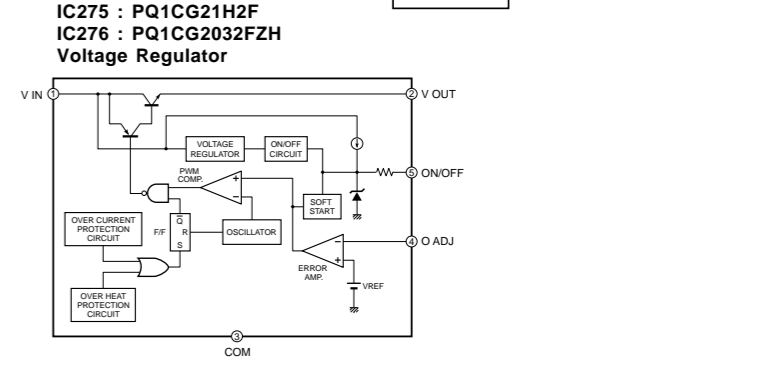 IC275 : PQ1CG21H2F
IC276 : PQ1CG2032FZH
Voltage Regulator
V IN
1
2
V OUT
VOLTAGE
REGULATOR
ON/OFF
CIRCUIT
5
ON/OFF
PWM
COMP.
+
−
SOFT
START
OVER CURRENT
PROTECTION
CIRCUIT
F/F
Q
R
S
OSCILLATOR
−
+
4
O ADJ
ERROR
AMP.
VREF
OVER HEAT
PROTECTION
CIRCUIT
3
COM